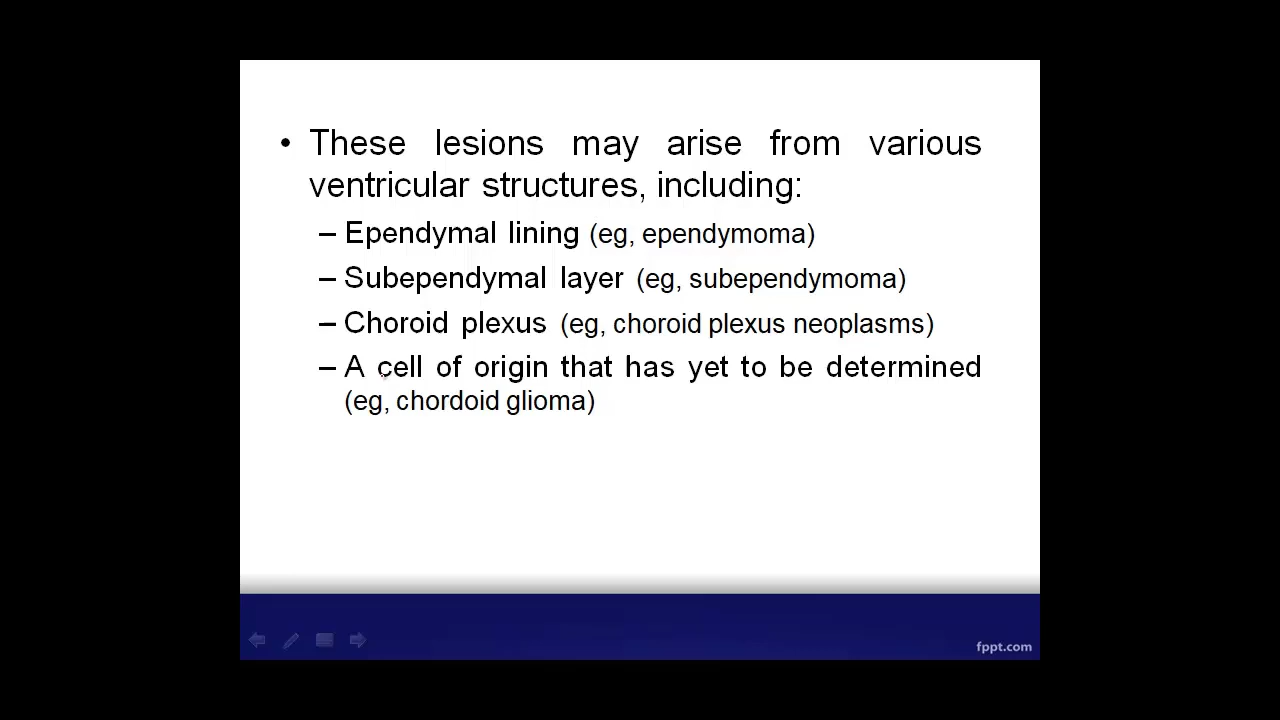 • These lesions may arise from various
ventricular structures, including:
– Ependymal lining (eg, ependymoma)
– Subependymal layer (eg, subependymoma)
– Choroid plexus (eg, choroid plexus neoplasms)
– A cell of origin that has yet to be determined
(eg, chordoid glioma)
fppt.com